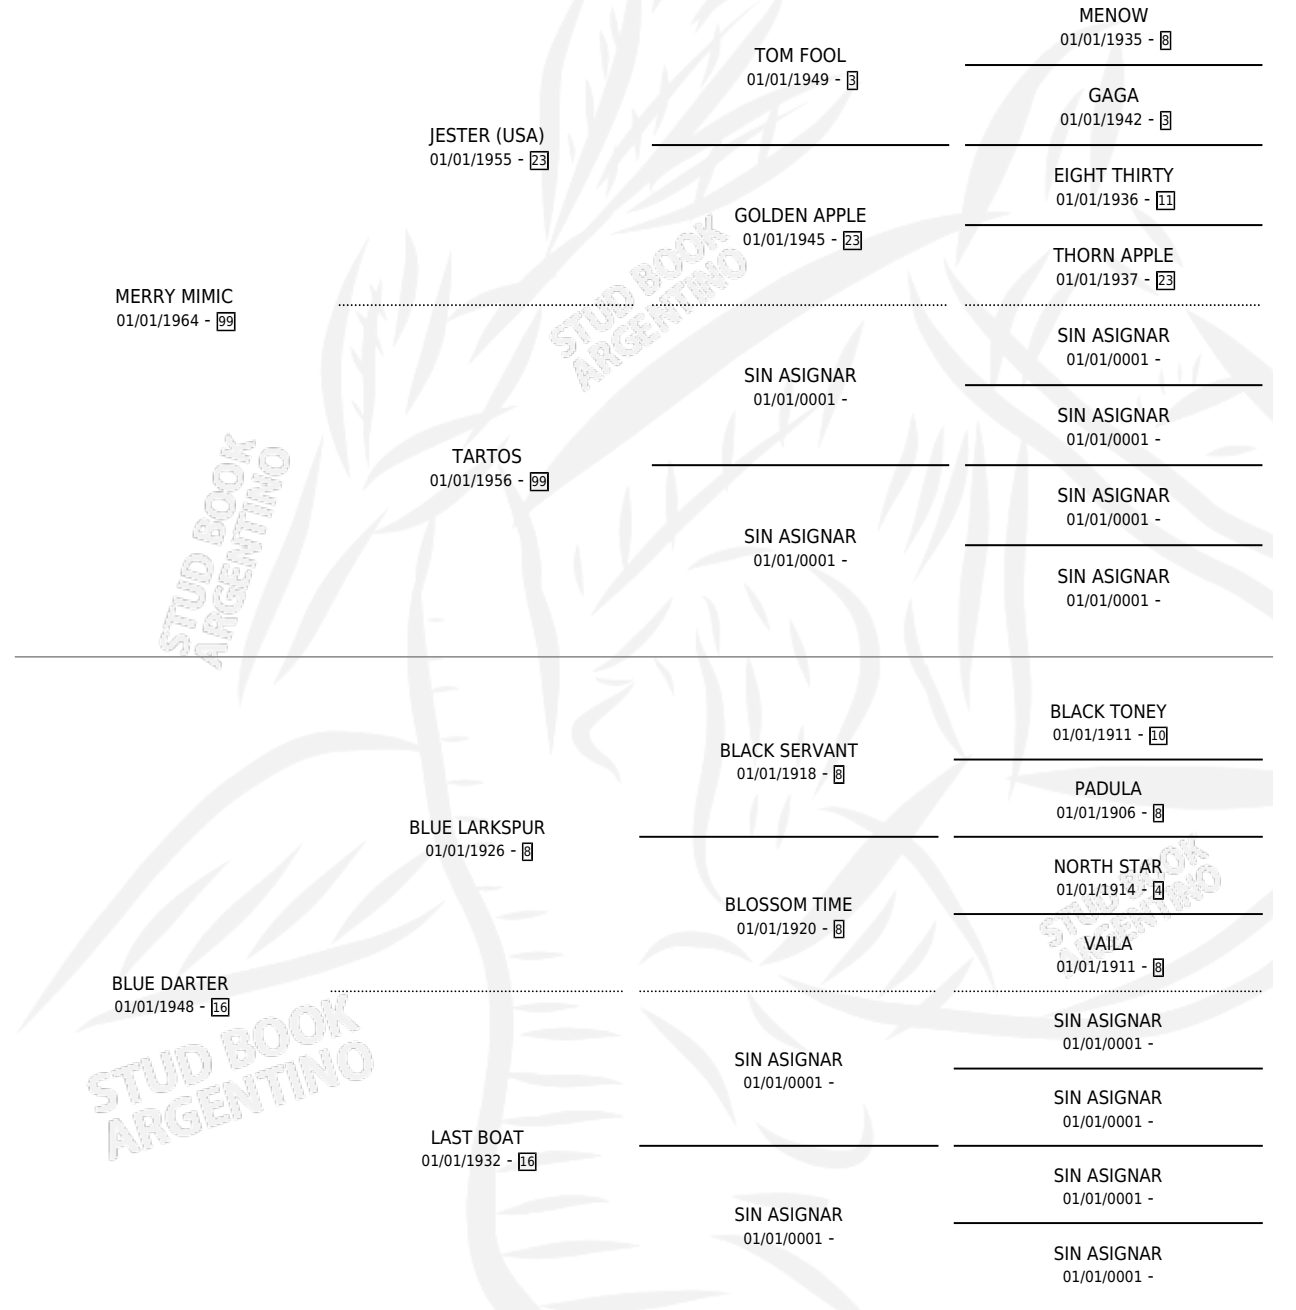 MENOW
01/01/1935 - 8
TOM FOOL
01/01/1949 - 3
GAGA
01/01/1942 - 3
JESTER (USA)
01/01/1955 - 23
EIGHT THIRTY
01/01/1936 - 11
GOLDEN APPLE
01/01/1945 - 23
THORN APPLE
01/01/1937 - 23
MERRY MIMIC
01/01/1964 - 99
SIN ASIGNAR
01/01/0001 -
SIN ASIGNAR
01/01/0001 -
SIN ASIGNAR
01/01/0001 -
TARTOS
01/01/1956 - 99
SIN ASIGNAR
01/01/0001 -
SIN ASIGNAR
01/01/0001 -
SIN ASIGNAR
01/01/0001 -
STUD BOOK
ARGENTINO
STUD BOOK
ARGENTINO
BLACK TONEY
01/01/1911 - 10
BLACK SERVANT
01/01/1918 - 8
PADULA
01/01/1906 - 8
BLUE LARKSPUR
01/01/1926 - 8
NORTH STAR
01/01/1914 - 4
BLOSSOM TIME
01/01/1920 - 8
VAILA
01/01/1911 - 8
BLUE DARTER
01/01/1948 - 16
SIN ASIGNAR
01/01/0001 -
SIN ASIGNAR
01/01/0001 -
SIN ASIGNAR
01/01/0001 -
LAST BOAT
01/01/1932 - 16
SIN ASIGNAR
01/01/0001 -
SIN ASIGNAR
01/01/0001 -
SIN ASIGNAR
01/01/0001 -
STUD BOOK
ARGENTINO
STUD BOOK
ARGENTINO